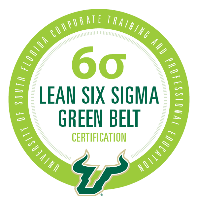 UNIVERSITY OF SOUTH FLORIDA CORPORATE TRAINING AND PROFESSIONAL EDUCATION
6σ
LEAN SIX SIGMA
GREEN BELT
CERTIFICATION